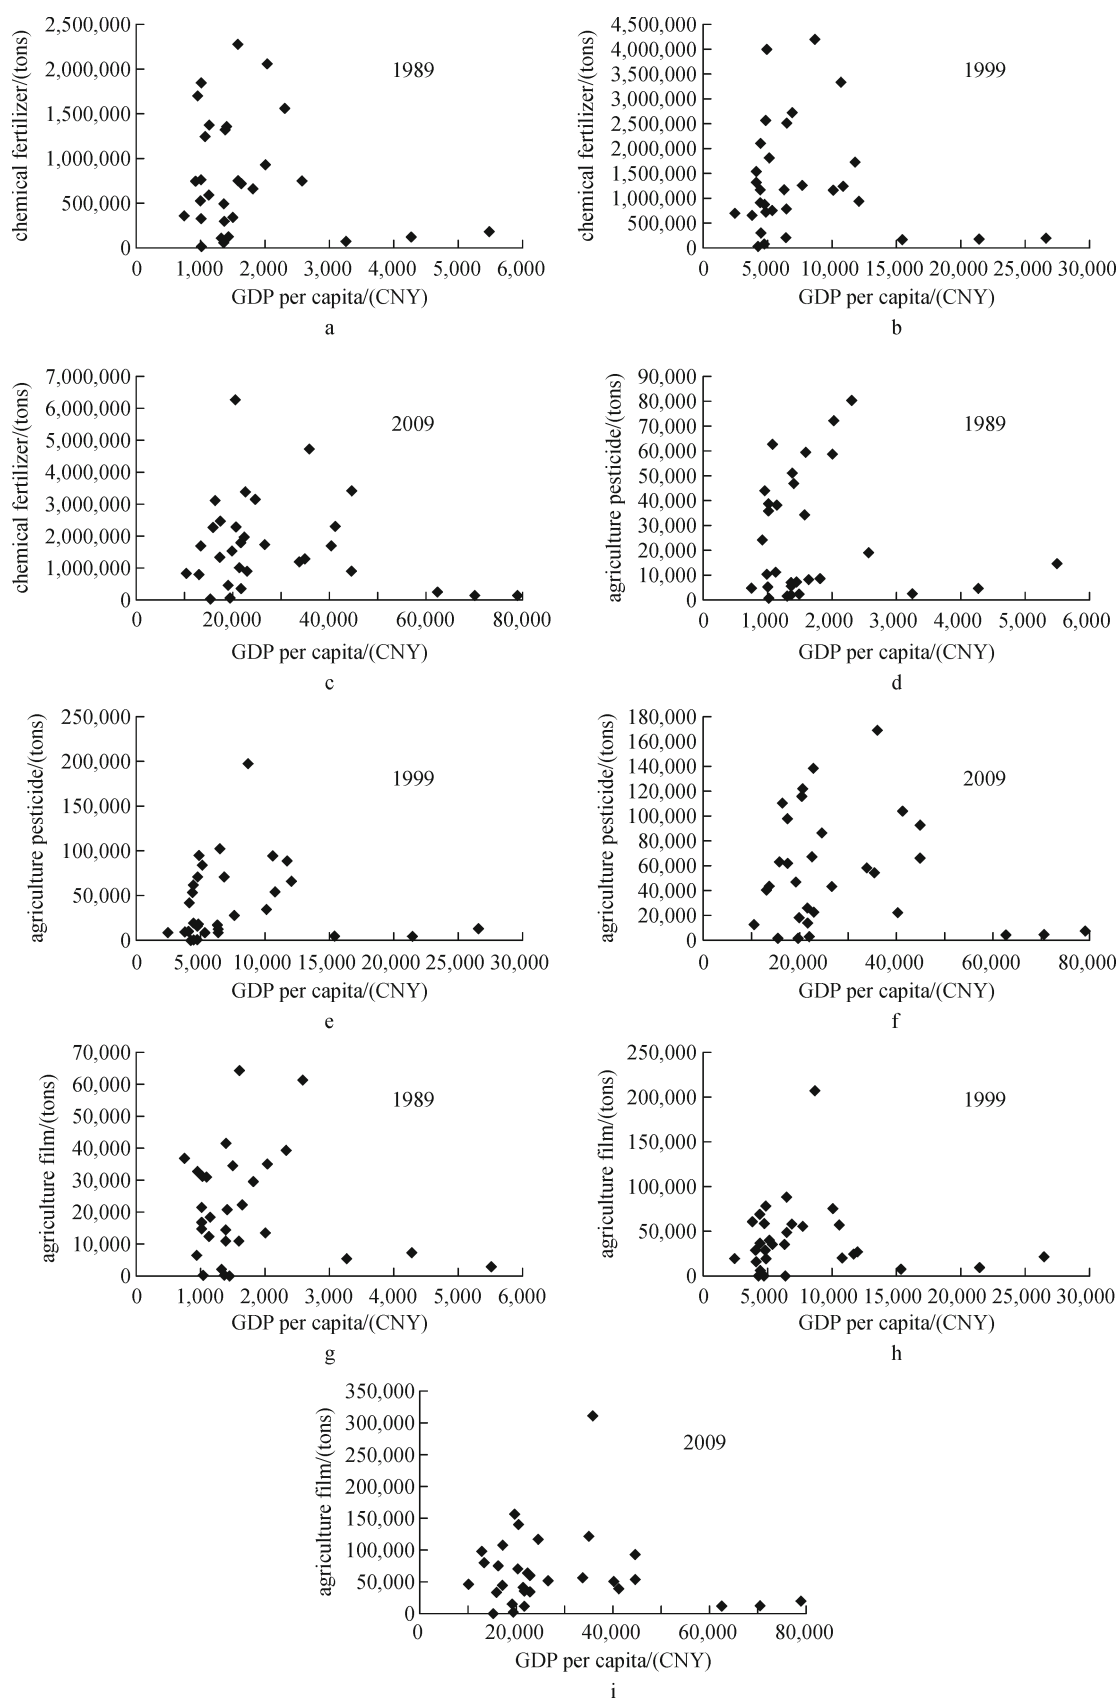 2,500,000
2,000,000
1,500,000
1,000,000
500,000
0
chemical fertilizer/(tons)
1989
0 1,000 2,000 3,000 4,000 5,000 6,000
GDP per capita/(CNY)
a
4,500,000
4,000,000
3,500,000
3,000,000
2,500,000
2,000,000
1,500,000
1,000,000
500,000
0
chemical fertilizer/(tons)
1999
0 5,000 10,000 15,000 20,000 25,000 30,000
GDP per capita/(CNY)
b
7,000,000
6,000,000
5,000,000
4,000,000
3,000,000
2,000,000
1,000,000
0
chemical fertilizer/(tons)
2009
0 20,000 40,000 60,000 80,000
GDP per capita/(CNY)
c
90,000
80,000
70,000
60,000
50,000
40,000
30,000
20,000
10,000
0
agriculture pesticide/(tons)
1989
0 1,000 2,000 3,000 4,000 5,000 6,000
GDP per capita/(CNY)
d
250,000
200,000
150,000
100,000
50,000
0
agriculture pesticide/(tons)
1999
0 5,000 10,000 15,000 20,000 25,000 30,000
GDP per capita/(CNY)
e
180,000
160,000
140,000
120,000
100,000
80,000
60,000
40,000
20,000
0
agriculture pesticide/(tons)
2009
0 20,000 40,000 60,000 80,000
GDP per capita/(CNY)
f
70,000
60,000
50,000
40,000
30,000
20,000
10,000
0
agriculture film/(tons)
1989
0 1,000 2,000 3,000 4,000 5,000 6,000
GDP per capita/(CNY)
g
250,000
200,000
150,000
100,000
50,000
0
agriculture film/(tons)
1999
0 5,000 10,000 15,000 20,000 25,000 30,000
GDP per capita/(CNY)
h
350,000
300,000
250,000
200,000
150,000
100,000
50,000
0
agriculture film/(tons)
2009
0 20,000 40,000 60,000 80,000
GDP per capita/(CNY)
i